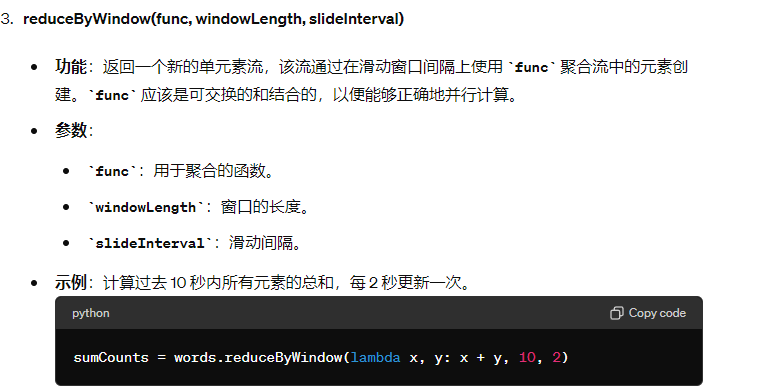 3. reduceByWindow(func, windowLength, slideInterval)
• 功能：返回一个新的单元素流，该流通过在滑动窗口间隔上使用 `func` 聚合流中的元素创
建。`func` 应该是可交换的和结合的，以便能够正确地并行计算。
• 参数：
• `func`：用于聚合的函数。
• `windowLength`：窗口的长度。
• `slideInterval`：滑动间隔。
• 示例：计算过去 10 秒内所有元素的总和，每 2 秒更新一次。
python Copy code
sumCounts = words.reduceByWindow(lambda x, y: x + y, 10, 2)